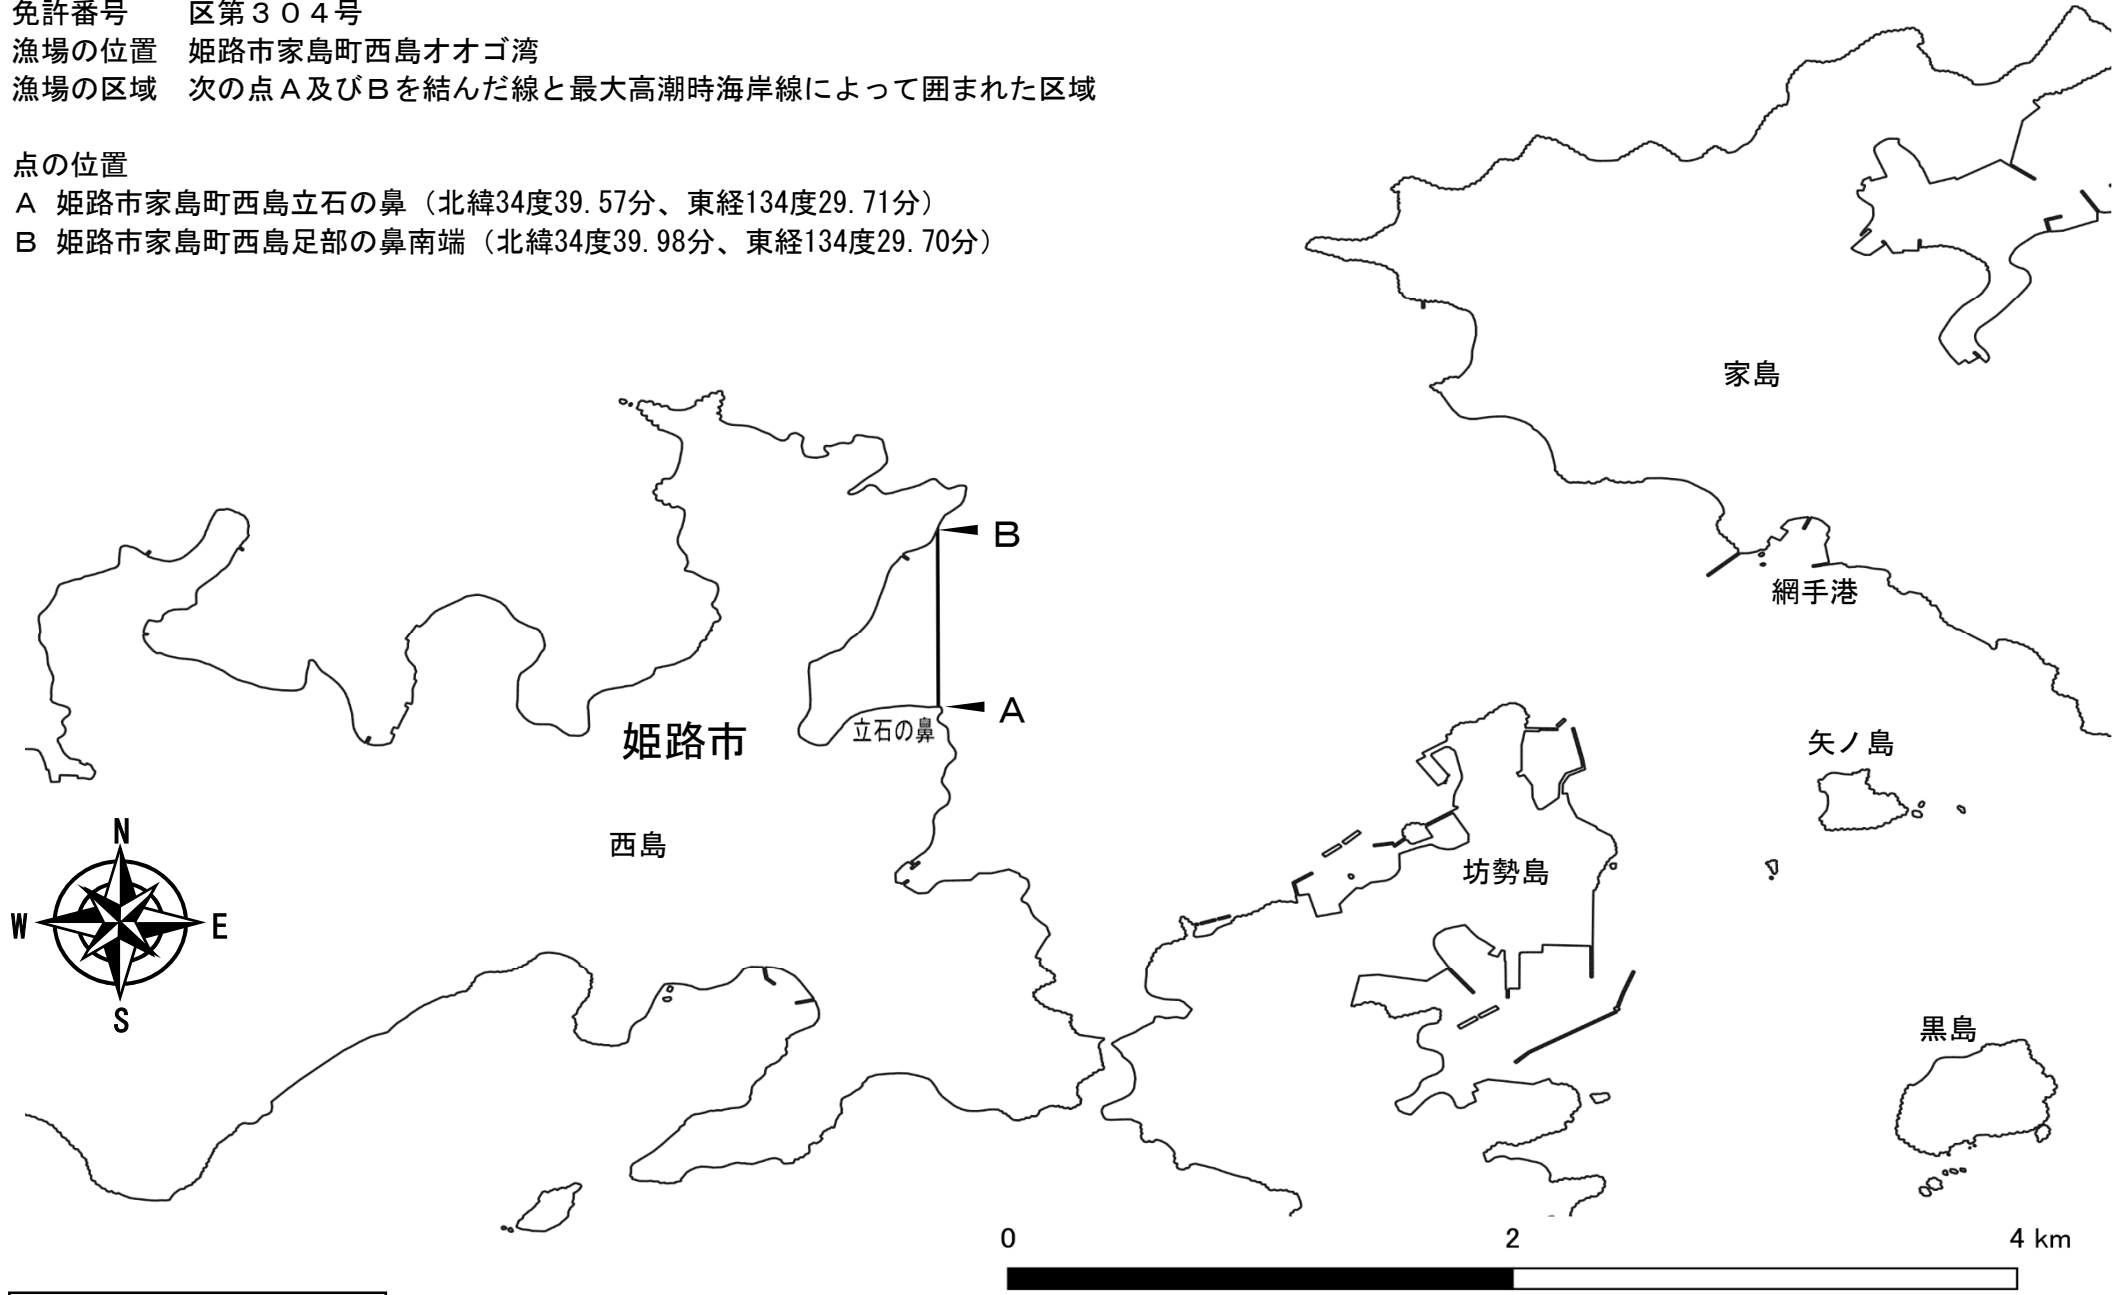 免許番号　　区第３０４号
漁場の位置　姫路市家島町西島オオゴ湾
漁場の区域　次の点Ａ及びＢを結んだ線と最大高潮時海岸線によって囲まれた区域
点の位置
Ａ 姫路市家島町西島立石の鼻（北緯34度39.57分、東経134度29.71分）
Ｂ 姫路市家島町西島足部の鼻南端（北緯34度39.98分、東経134度29.70分）
家島
B
網手港
A
立石の鼻
姫路市
矢ノ島
西島
坊勢島
N
W
E
S
黒島
0
2
4 km